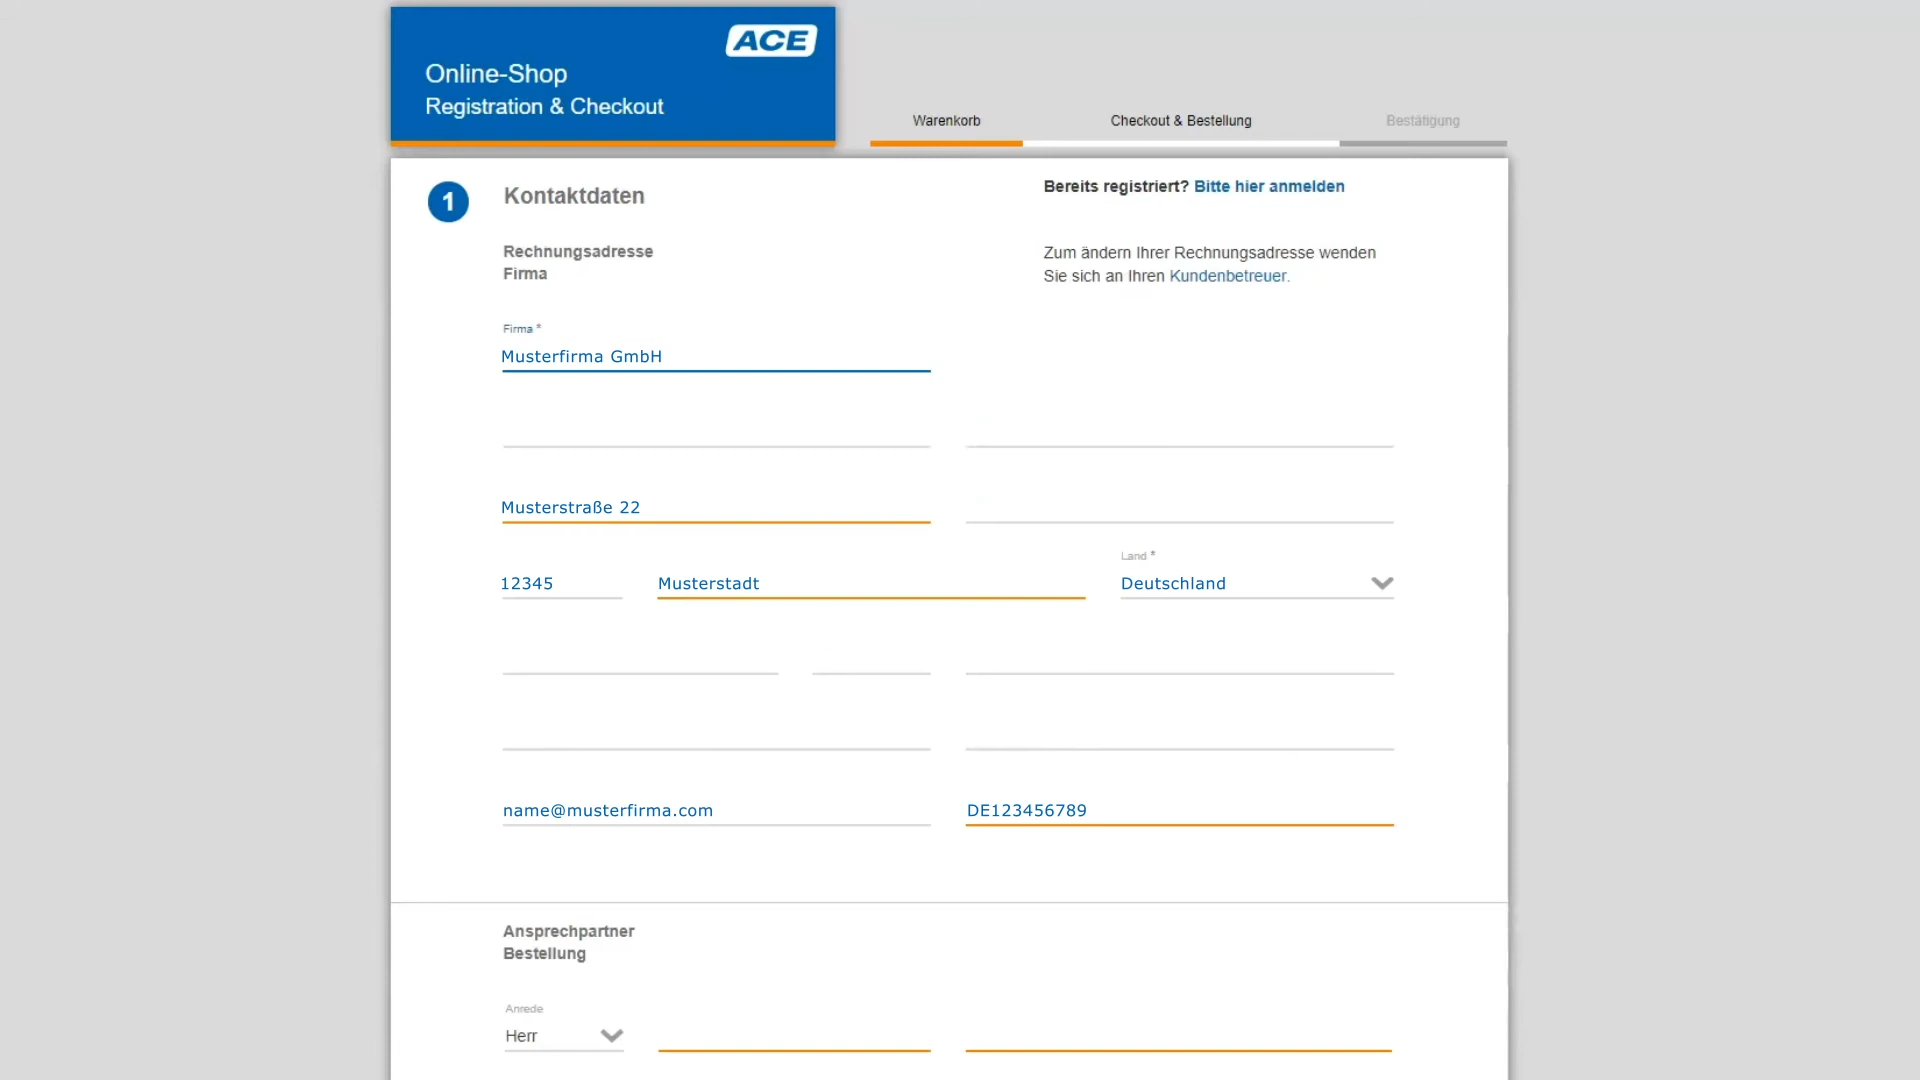 ACE
Online-Shop
Registration & Checkout
Warenkorb
Checkout & Bestellung
Bestätigung
1
Kontaktdaten
Bereits registriert? Bitte hier anmelden
Rechnungsadresse
Firma
Zum ändern Ihrer Rechnungsadresse wenden
Sie sich an Ihren Kundenbetreuer.
Firma *
Musterfirma GmbH
Musterstraße 22
Land *
12345
Musterstadt
Deutschland
name@musterfirma.com
DE123456789
Ansprechpartner
Bestellung
Anrede
Herr